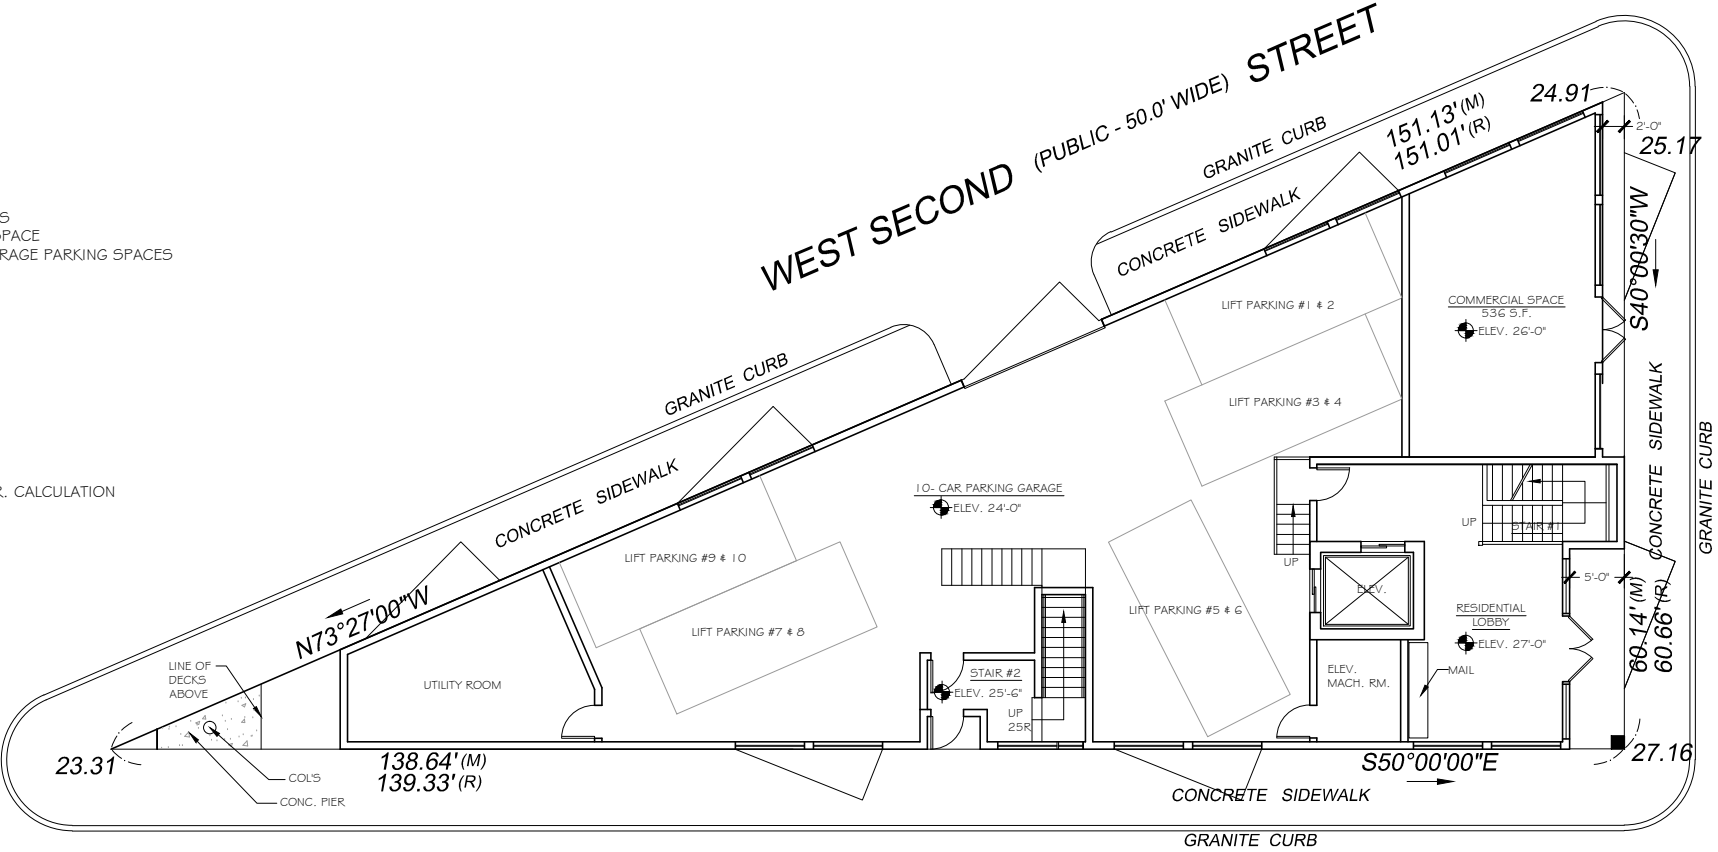 WEST SECOND (PUBLIC - 50.0' WIDE) STREET
24.91
2'-0"
25.17
151.13' (M)
151.01' (R)
GRANITE CURB
CONCRETE SIDEWALK
S
SPACE
RAGE PARKING SPACES
S40°00'30"W
LIFT PARKING #1 & 2
COMMERCIAL SPACE
536 S.F.
ELEV. 26'-0"
GRANITE CURB
LIFT PARKING #3 & 4
CONCRETE SIDEWALK
GRANITE CURB
CONCRETE SIDEWALK
R. CALCULATION
10- CAR PARKING GARAGE
ELEV. 24'-0"
UP
STAIR #1
UP
LIFT PARKING #9 & 10
ELEV.
5'-0"
60.14' (M)
60.66' (R)
N73°27'00"W
LIFT PARKING #7 & 8
LIFT PARKING #5 & 6
RESIDENTIAL
LOBBY
ELEV. 27'-0"
LINE OF
DECKS
ABOVE
UTILITY ROOM
STAIR #2
ELEV. 25'-6"
UP
25R
ELEV.
MACH. RM.
MAIL
23.31
138.64' (M)
139.33' (R)
S50°00'00"E
27.16
COL'S
CONC. PIER
CONCRETE SIDEWALK
GRANITE CURB